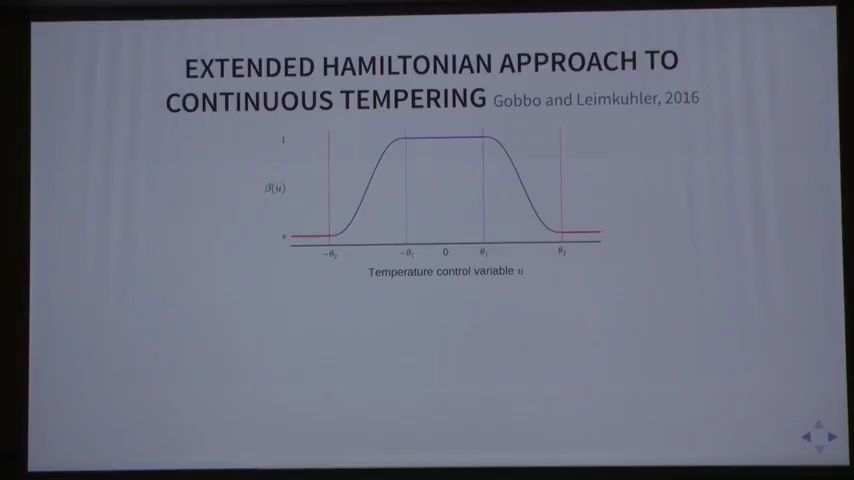 EXTENDED HAMILTONIAN APPROACH TO
CONTINUOUS TEMPERING Gobbo and Leimkuhler, 2016
1
β(u)
-θ₂ -θ₁ 0 θ₁ θ₂
Temperature control variable u